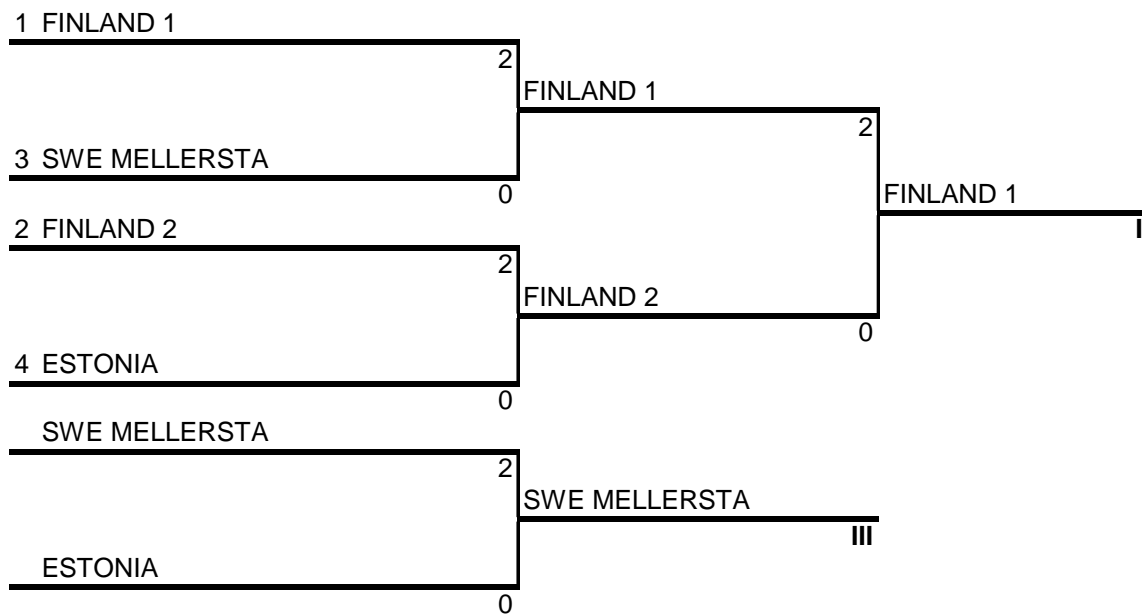 1 FINLAND 1
2
FINLAND 1
2
3 SWE MELLERSTA
0
FINLAND 1
I
2 FINLAND 2
2
FINLAND 2
0
4 ESTONIA
0
SWE MELLERSTA
2
SWE MELLERSTA
III
ESTONIA
0